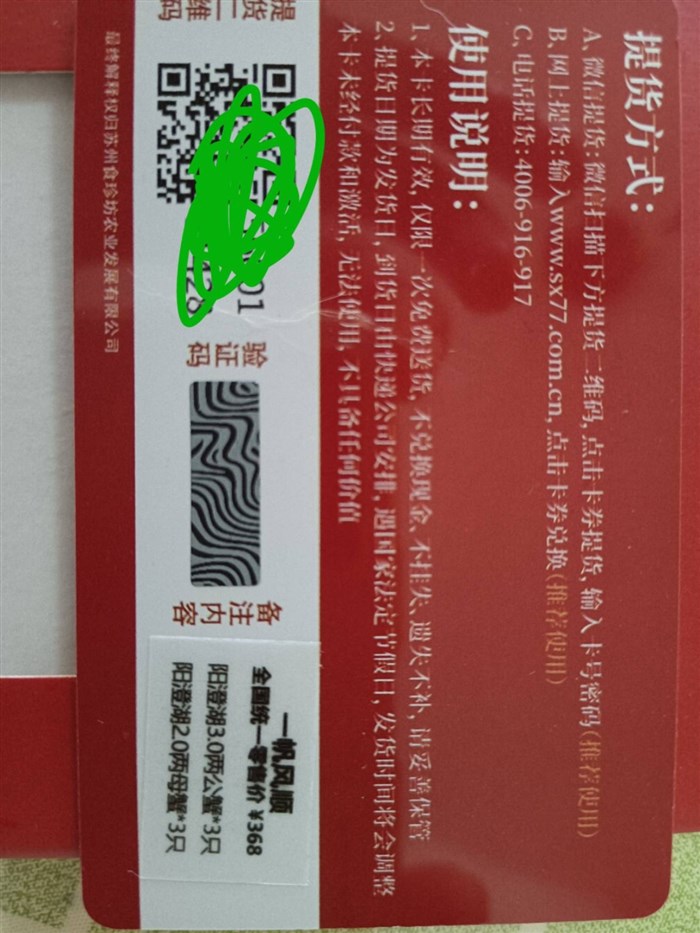 提货方式：
A、微信提货：微信扫描下方提货二维码，点击卡券提货，输入卡号密码（推荐使用）
B、网上提货：输入www.sx77.com.cn，点击卡券兑换（推荐使用）
C、电话提货：4006-916-917
使用说明：
1、本卡长期有效，仅限一次免费送货，不兑换现金，不挂失，遗失不补，请妥善保管
2、提货日期为发货日，到货日由快递公司安排，遇国家法定节假日，发货时间将会调整
本卡未经付款和激活，无法使用，不具备任何价值
提货二维码
01
428
验证码
备注内容
一帆风顺
全国统一零售价 ¥368
阳澄湖3.0两公蟹*3只
阳澄湖2.0两母蟹*3只
最终解释权归苏州食珍坊农业发展有限公司